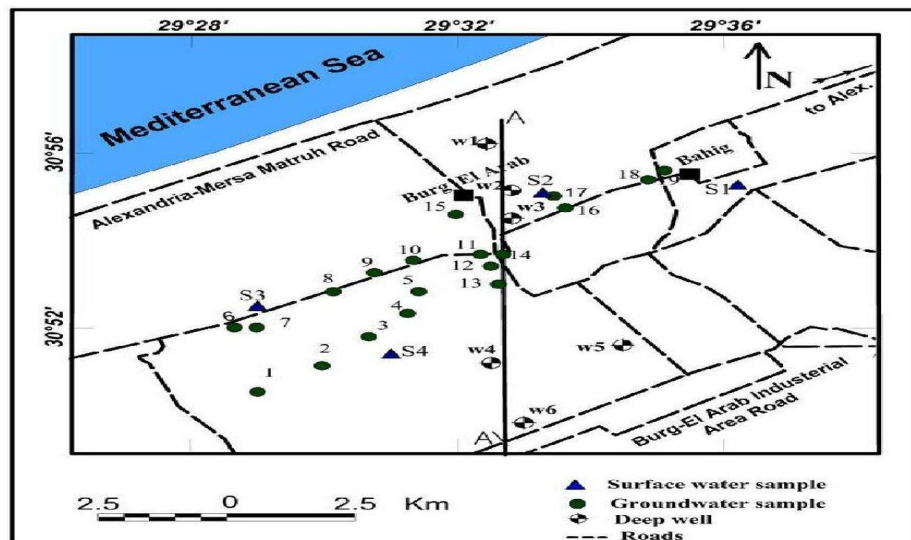 29°28' 29°32' 29°36'
Mediterranean Sea
Alexandria-Mersa Matruh Road
N
to Alex.
30°56'
30°52'
A
w1
Burg El Arab
w2
S2
17
18
9
Bahig
S1
15
w3
16
10
11
14
12
9
13
8
5
S3
4
6
7
3
S4
w4
w5
2
1
w6
A\
Burg-El Arab Industerial
Area Road
2.5 0 2.5 Km
Surface water sample
Groundwater sample
Deep well
Roads